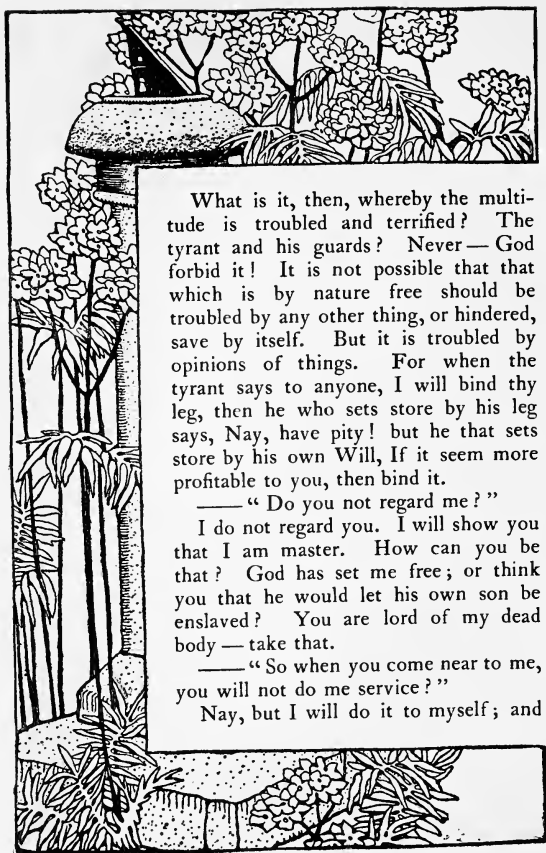 What is it, then, whereby the multi-
tude is troubled and terrified? The
tyrant and his guards? Never — God
forbid it! It is not possible that that
which is by nature free should be
troubled by any other thing, or hindered,
save by itself. But it is troubled by
opinions of things. For when the
tyrant says to anyone, I will bind thy
leg, then he who sets store by his leg
says, Nay, have pity! but he that sets
store by his own Will, If it seem more
profitable to you, then bind it.
—— “ Do you not regard me ? ”
I do not regard you. I will show you
that I am master. How can you be
that ? God has set me free ; or think
you that he would let his own son be
enslaved ? You are lord of my dead
body — take that.
—— “ So when you come near to me,
you will not do me service ? ”
Nay, but I will do it to myself ; and